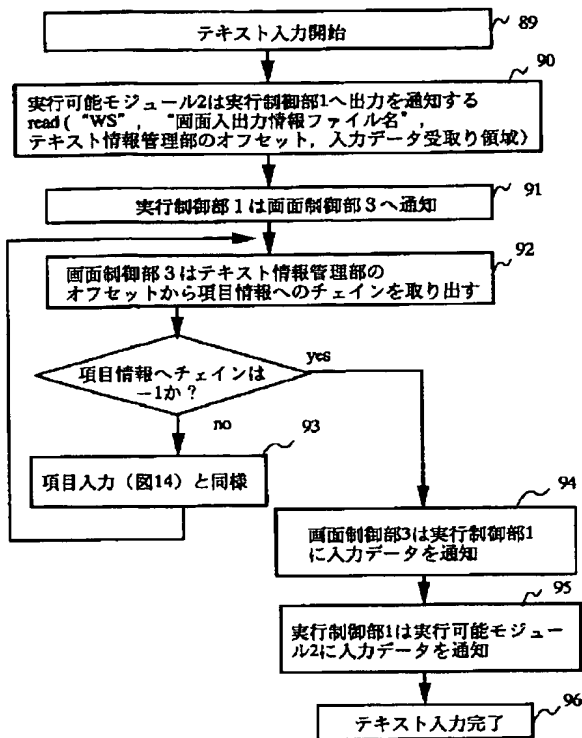 89
テキスト入力開始
90
実行可能モジュール2は実行制御部1へ出力を通知する
read(“WS”, “画面入出力情報ファイル名”,
テキスト情報管理部のオフセット,入力データ受取り領域)
91
実行制御部1は画面制御部3へ通知
92
画面制御部3はテキスト情報管理部の
オフセットから項目情報へのチェインを取り出す
項目情報へチェインは
−1か?
yes
no
93
項目入力(図14)と同様
94
画面制御部3は実行制御部1
に入力データを通知
95
実行制御部1は実行可能モジュー
ル2に入力データを通知
96
テキスト入力完了